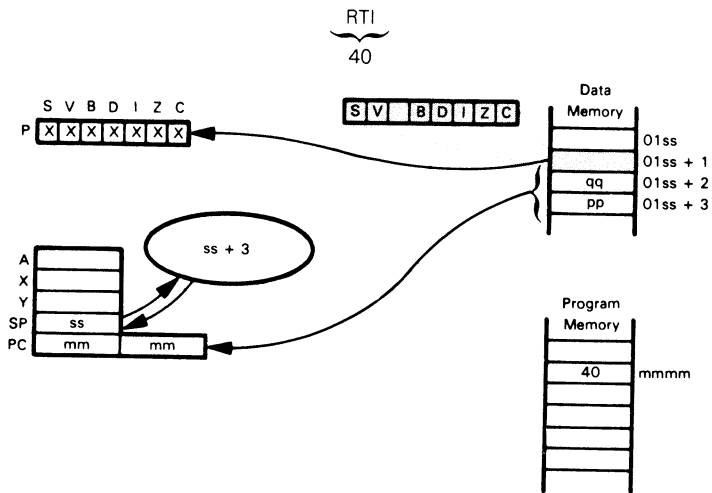 RTI
40
S V B D I Z C
P X X X X X X X
S V B D I Z C
Data
Memory
01ss
01ss + 1
qq 01ss + 2
pp 01ss + 3
ss + 3
A
X
Y
SP ss
PC mm mm
Program
Memory
40 mmmm